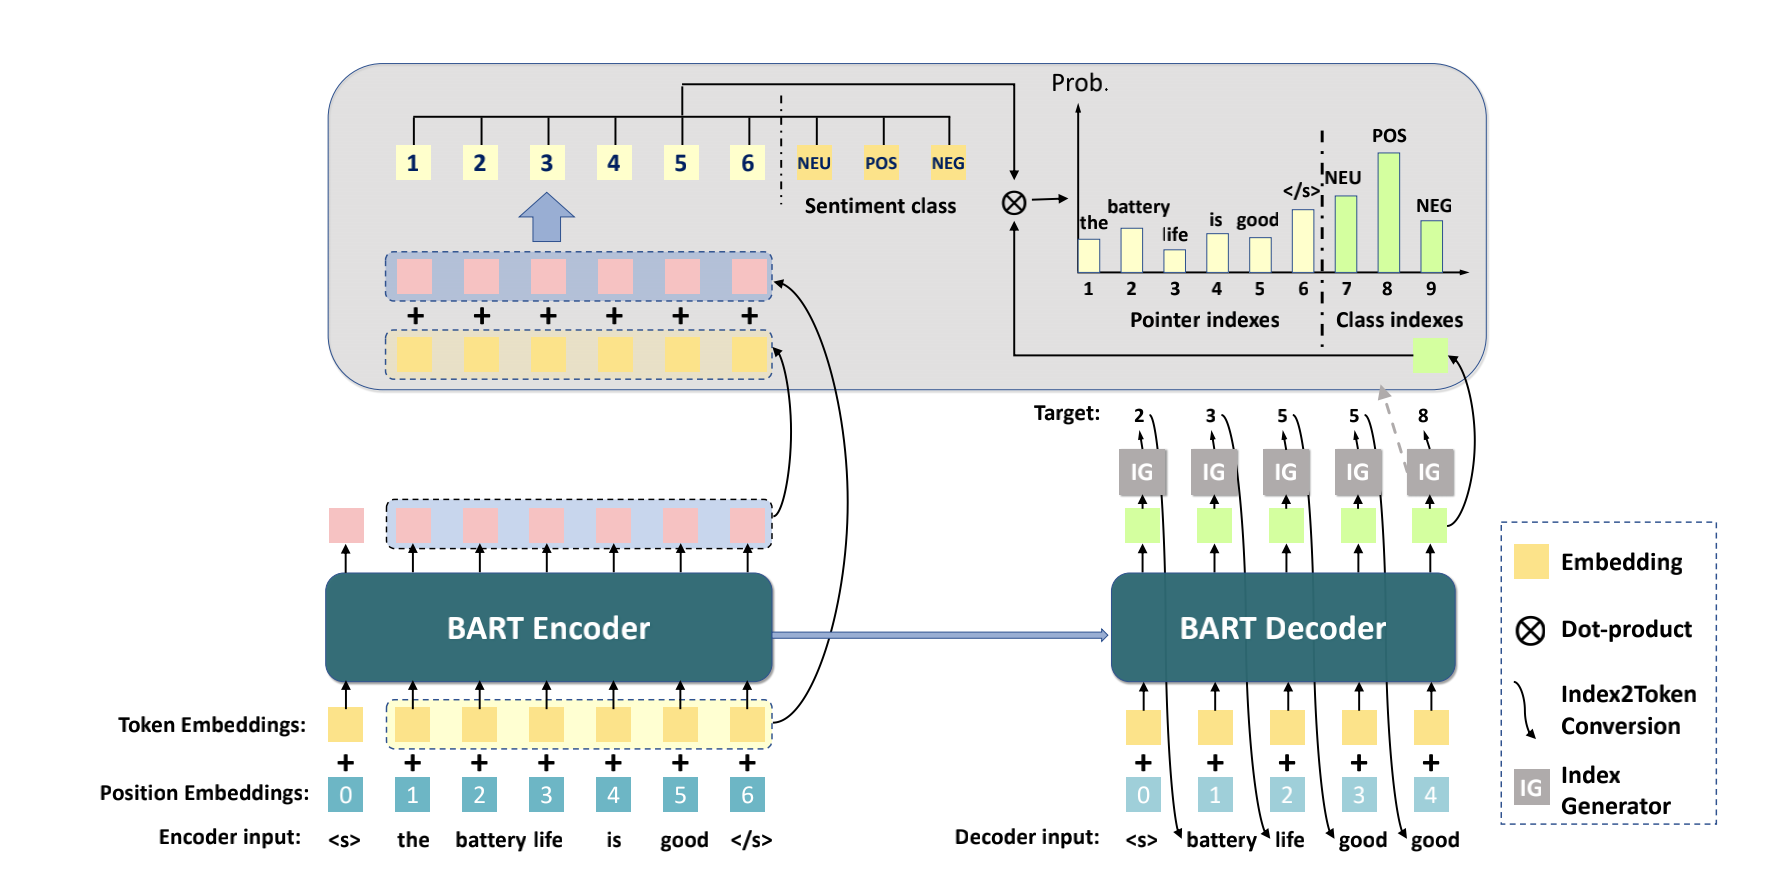 Prob.
1 2 3 4 5 6 NEU POS NEG
Sentiment class
the battery life is good </s> NEU POS NEG
1 2 3 4 5 6 7 8 9
Pointer indexes Class indexes
+ + + + + +
Target: 2 3 5 5 8
IG IG IG IG IG
BART Encoder
BART Decoder
Token Embeddings:
+ + + + + + +
+ + + + +
Position Embeddings: 0 1 2 3 4 5 6
0 1 2 3 4
Encoder input: <s> the battery life is good </s>
Decoder input: <s> battery life good good
Embedding
Dot-product
Index2Token
Conversion
IG Index
Generator